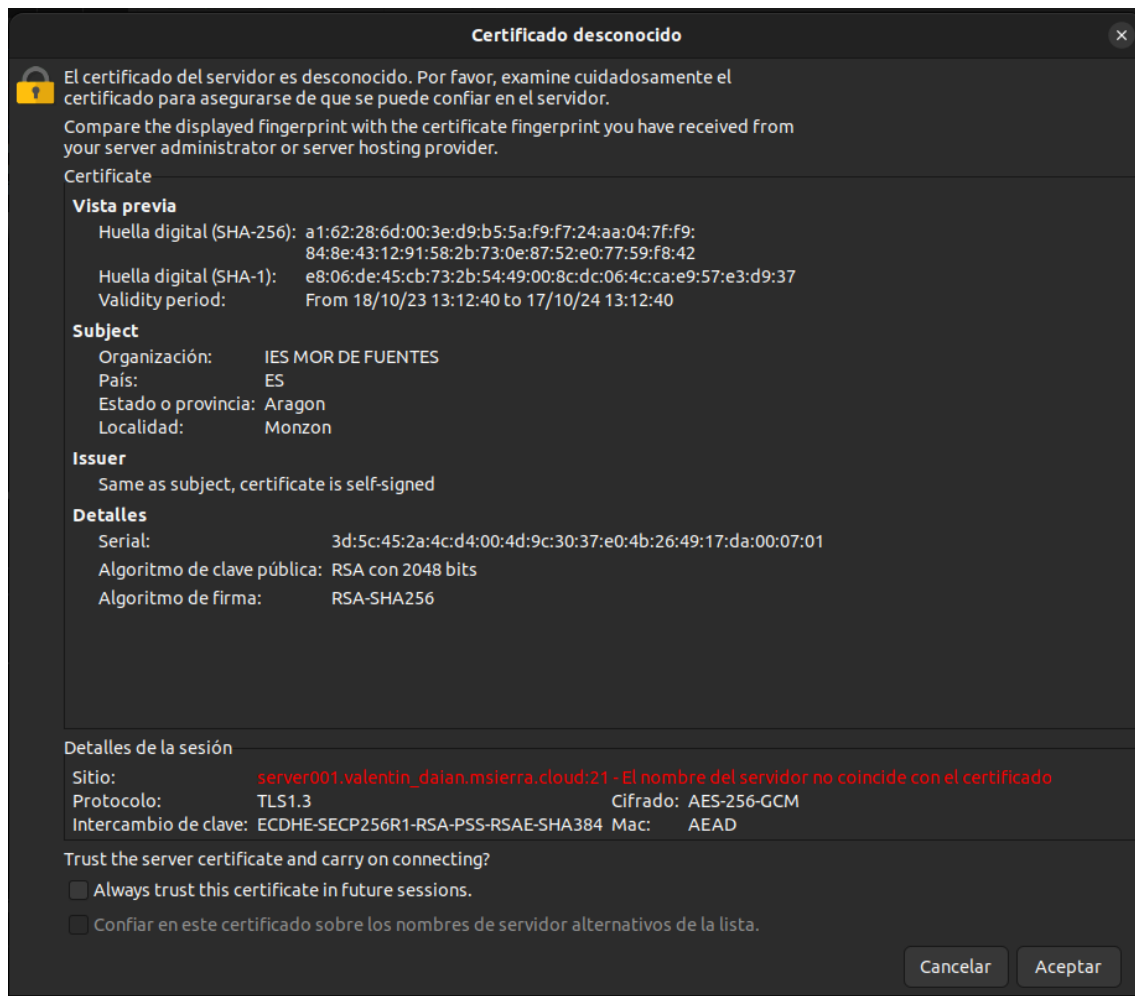 Certificado desconocido
El certificado del servidor es desconocido. Por favor, examine cuidadosamente el
certificado para asegurarse de que se puede confiar en el servidor.
Compare the displayed fingerprint with the certificate fingerprint you have received from
your server administrator or server hosting provider.
Certificate
Vista previa
Huella digital (SHA-256): a1:62:28:6d:00:3e:d9:b5:5a:f9:f7:24:aa:04:7f:f9:
84:8e:43:12:91:58:2b:73:0e:87:52:e0:77:59:f8:42
Huella digital (SHA-1): e8:06:de:45:cb:73:2b:54:49:00:8c:dc:06:4c:ca:e9:57:e3:d9:37
Validity period: From 18/10/23 13:12:40 to 17/10/24 13:12:40
Subject
Organización: IES MOR DE FUENTES
País: ES
Estado o provincia: Aragon
Localidad: Monzon
Issuer
Same as subject, certificate is self-signed
Detalles
Serial: 3d:5c:45:2a:4c:d4:00:4d:9c:30:37:e0:4b:26:49:17:da:00:07:01
Algoritmo de clave pública: RSA con 2048 bits
Algoritmo de firma: RSA-SHA256
Detalles de la sesión
Sitio: server001.valentin_daian.msierra.cloud:21 - El nombre del servidor no coincide con el certificado
Protocolo: TLS1.3 Cifrado: AES-256-GCM
Intercambio de clave: ECDHE-SECP256R1-RSA-PSS-RSAE-SHA384 Mac: AEAD
Trust the server certificate and carry on connecting?
Always trust this certificate in future sessions.
Confiar en este certificado sobre los nombres de servidor alternativos de la lista.
Cancelar Aceptar